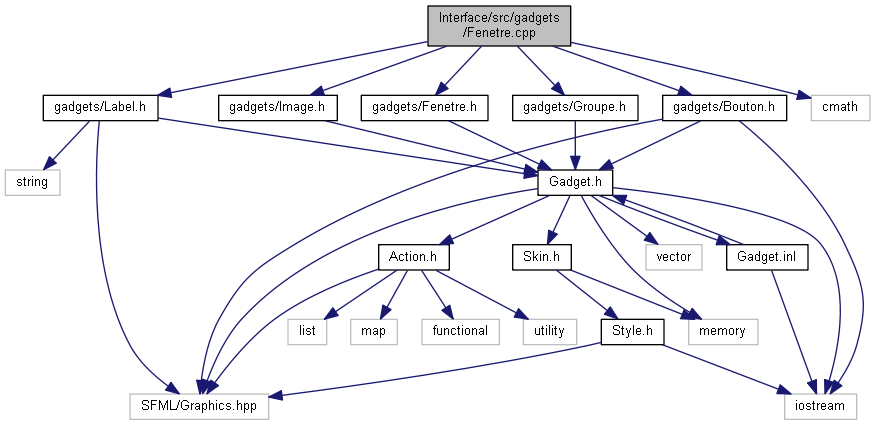 Interface/src/gadgets
/Fenetre.cpp
gadgets/Label.h
gadgets/Image.h
gadgets/Fenetre.h
gadgets/Groupe.h
gadgets/Bouton.h
cmath
string
Gadget.h
Action.h
Skin.h
vector
Gadget.inl
list
map
functional
utility
Style.h
memory
SFML/Graphics.hpp
iostream